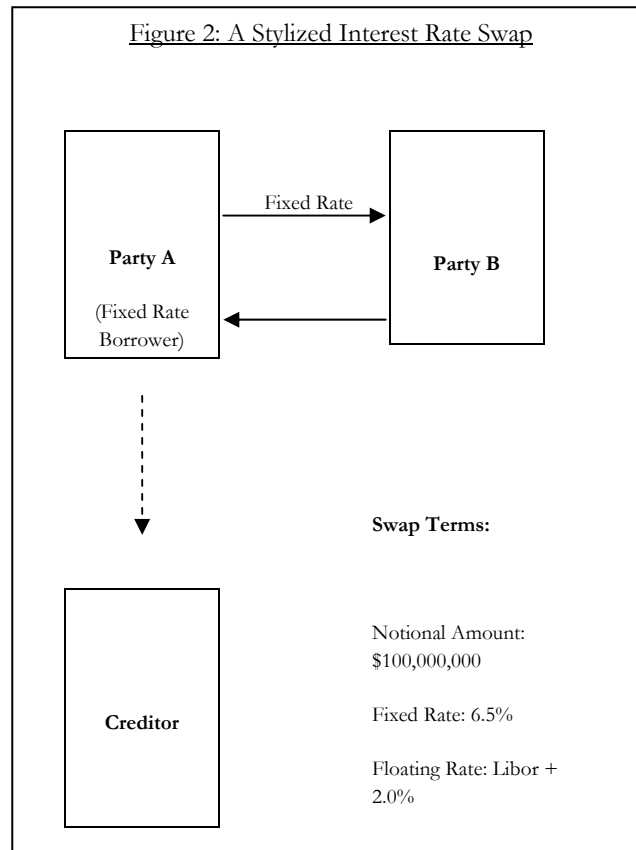 Figure 2: A Stylized Interest Rate Swap
Fixed Rate
Party A
(Fixed Rate
Borrower)
Party B
Swap Terms:
Notional Amount:
$100,000,000
Fixed Rate: 6.5%
Floating Rate: Libor +
2.0%
Creditor